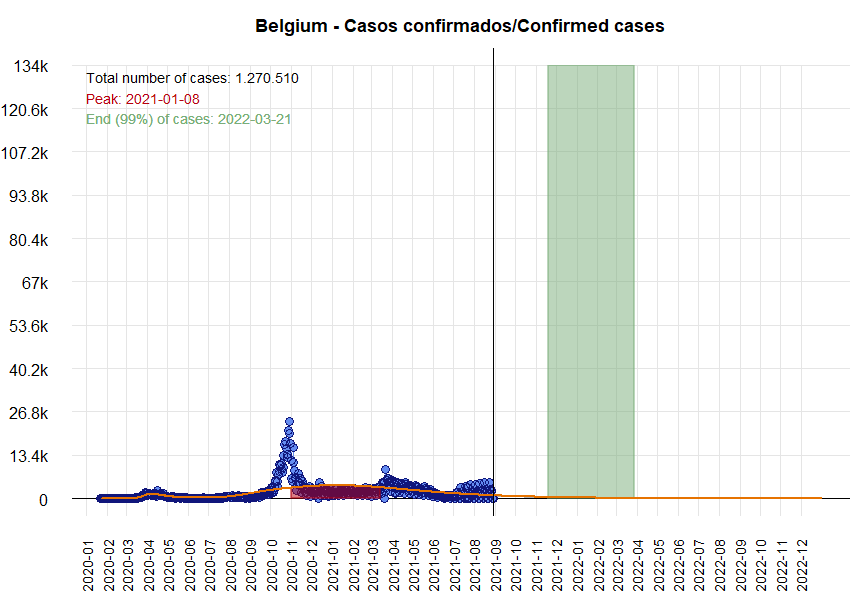 Belgium - Casos confirmados/Confirmed cases
Total number of cases: 1.270.510
Peak: 2021-01-08
End (99%) of cases: 2022-03-21
134k
120.6k
107.2k
93.8k
80.4k
67k
53.6k
40.2k
26.8k
13.4k
0
2020-01
2020-02
2020-03
2020-04
2020-05
2020-06
2020-07
2020-08
2020-09
2020-10
2020-11
2020-12
2021-01
2021-02
2021-03
2021-04
2021-05
2021-06
2021-07
2021-08
2021-09
2021-10
2021-11
2021-12
2022-01
2022-02
2022-03
2022-04
2022-05
2022-06
2022-07
2022-08
2022-09
2022-10
2022-11
2022-12